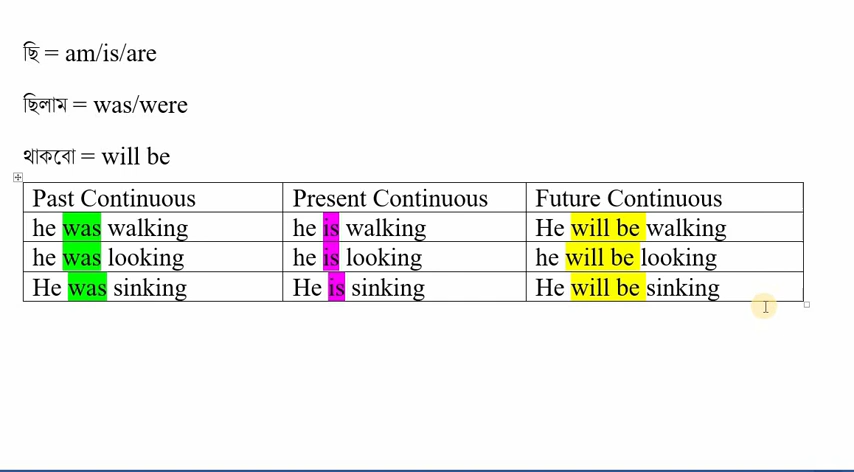 ছি = am/is/are
ছিলাম = was/were
থাকবো = will be
Past Continuous Present Continuous Future Continuous
he was walking he is walking He will be walking
he was looking he is looking he will be looking
He was sinking He is sinking He will be sinking